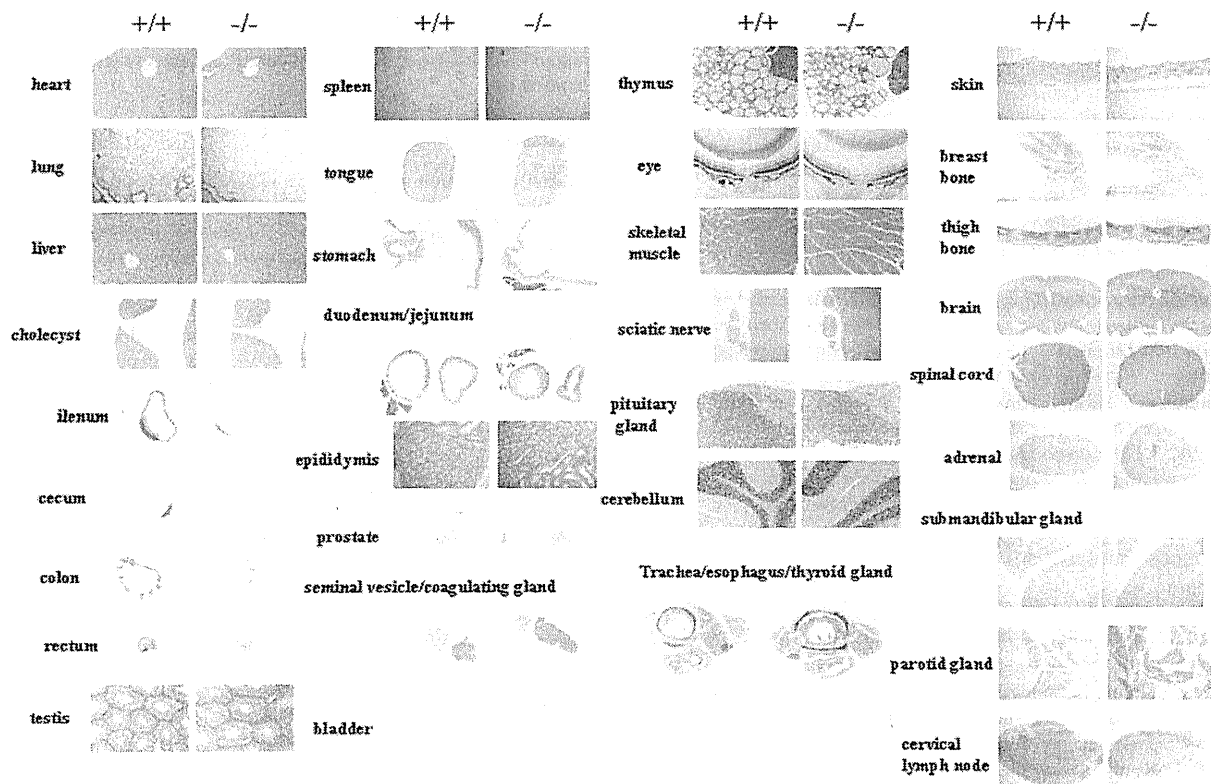 +/+ -/- +/+ -/- +/+ -/- +/+ -/-
heart
lung
liver
cholecyst
ilenum
cecum
colon
rectum
testis
spleen
tongue
stomach
duodenum/jejunum
epididymis
prostate
seminal vesicle/coagulating gland
bladder
thymus
eye
skeletal
muscle
sciatic nerve
pituitary
gland
cerebellum
Trachea/esophagus/thyroid gland
skin
breast
bone
thigh
bone
brain
spinal cord
adrenal
submandibular gland
parotid gland
cervical
lymph node